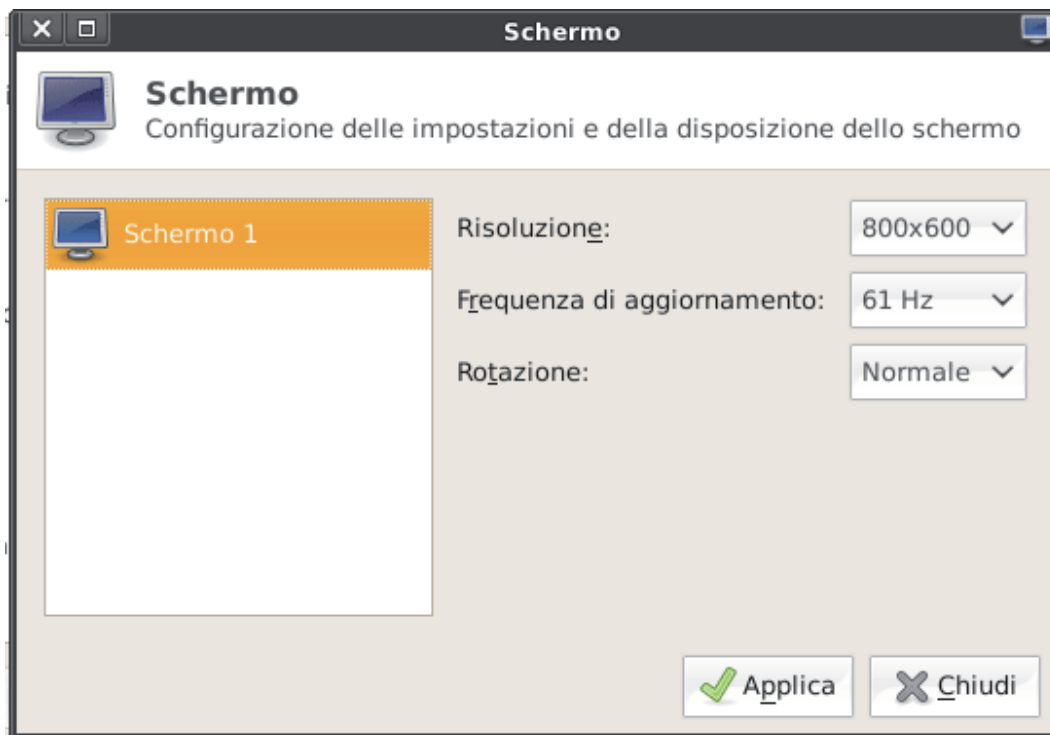 Schermo
Schermo
Configurazione delle impostazioni e della disposizione dello schermo
Schermo 1
Risoluzione: 800x600
Frequenza di aggiornamento: 61 Hz
Rotazione: Normale
Applica Chiudi